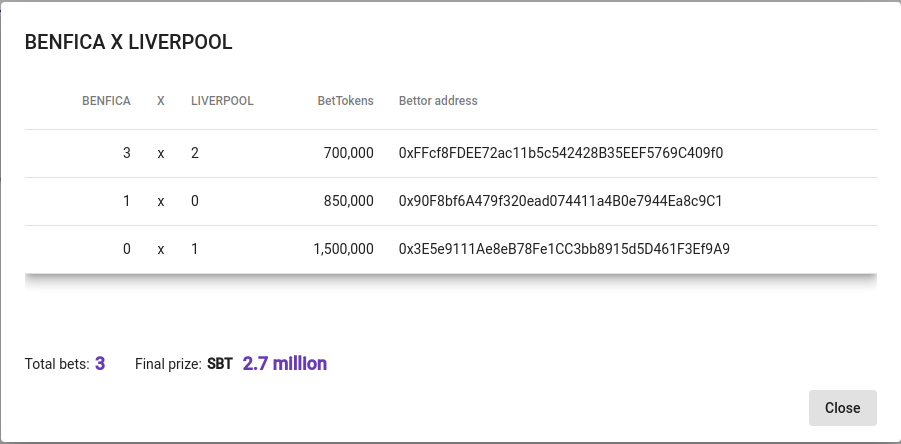 BENFICA X LIVERPOOL
BENFICA X LIVERPOOL BetTokens Bettor address
3 x 2 700,000 0xFFcf8FDEE72ac11b5c542428B35EEF5769C409f0
1 x 0 850,000 0x90F8bf6A479f320ead074411a4B0e7944Ea8c9C1
0 x 1 1,500,000 0x3E5e9111Ae8eB78Fe1CC3bb8915d5D461F3Ef9A9
Total bets: 3 Final prize: SBT 2.7 million
Close